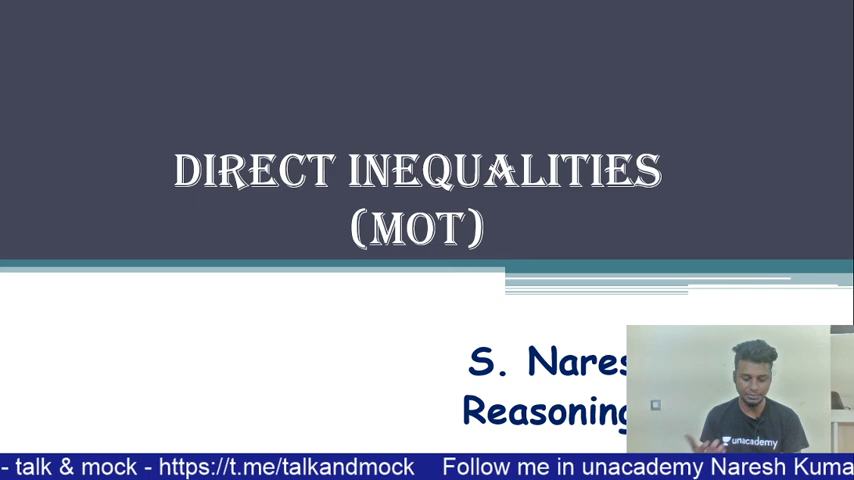 DIRECT INEQUALITIES
(MOT)
S. Nares
Reasoning
unacademy
- talk & mock - https://t.me/talkandmock Follow me in unacademy Naresh Kuma